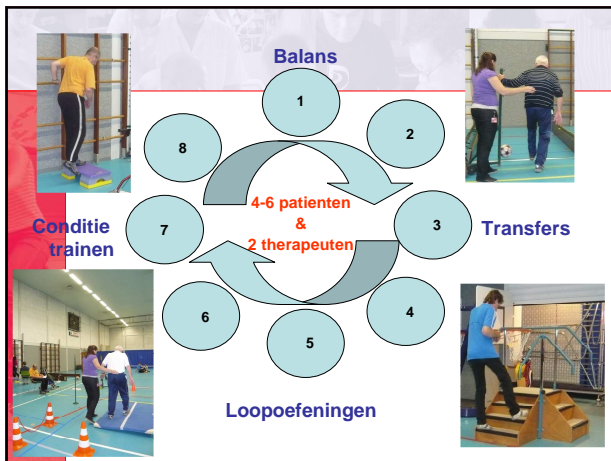 Balans
1
2
8
4-6 patienten
&
2 therapeuten
Conditie
trainen
7
3
Transfers
6
4
5
Loopoefeningen